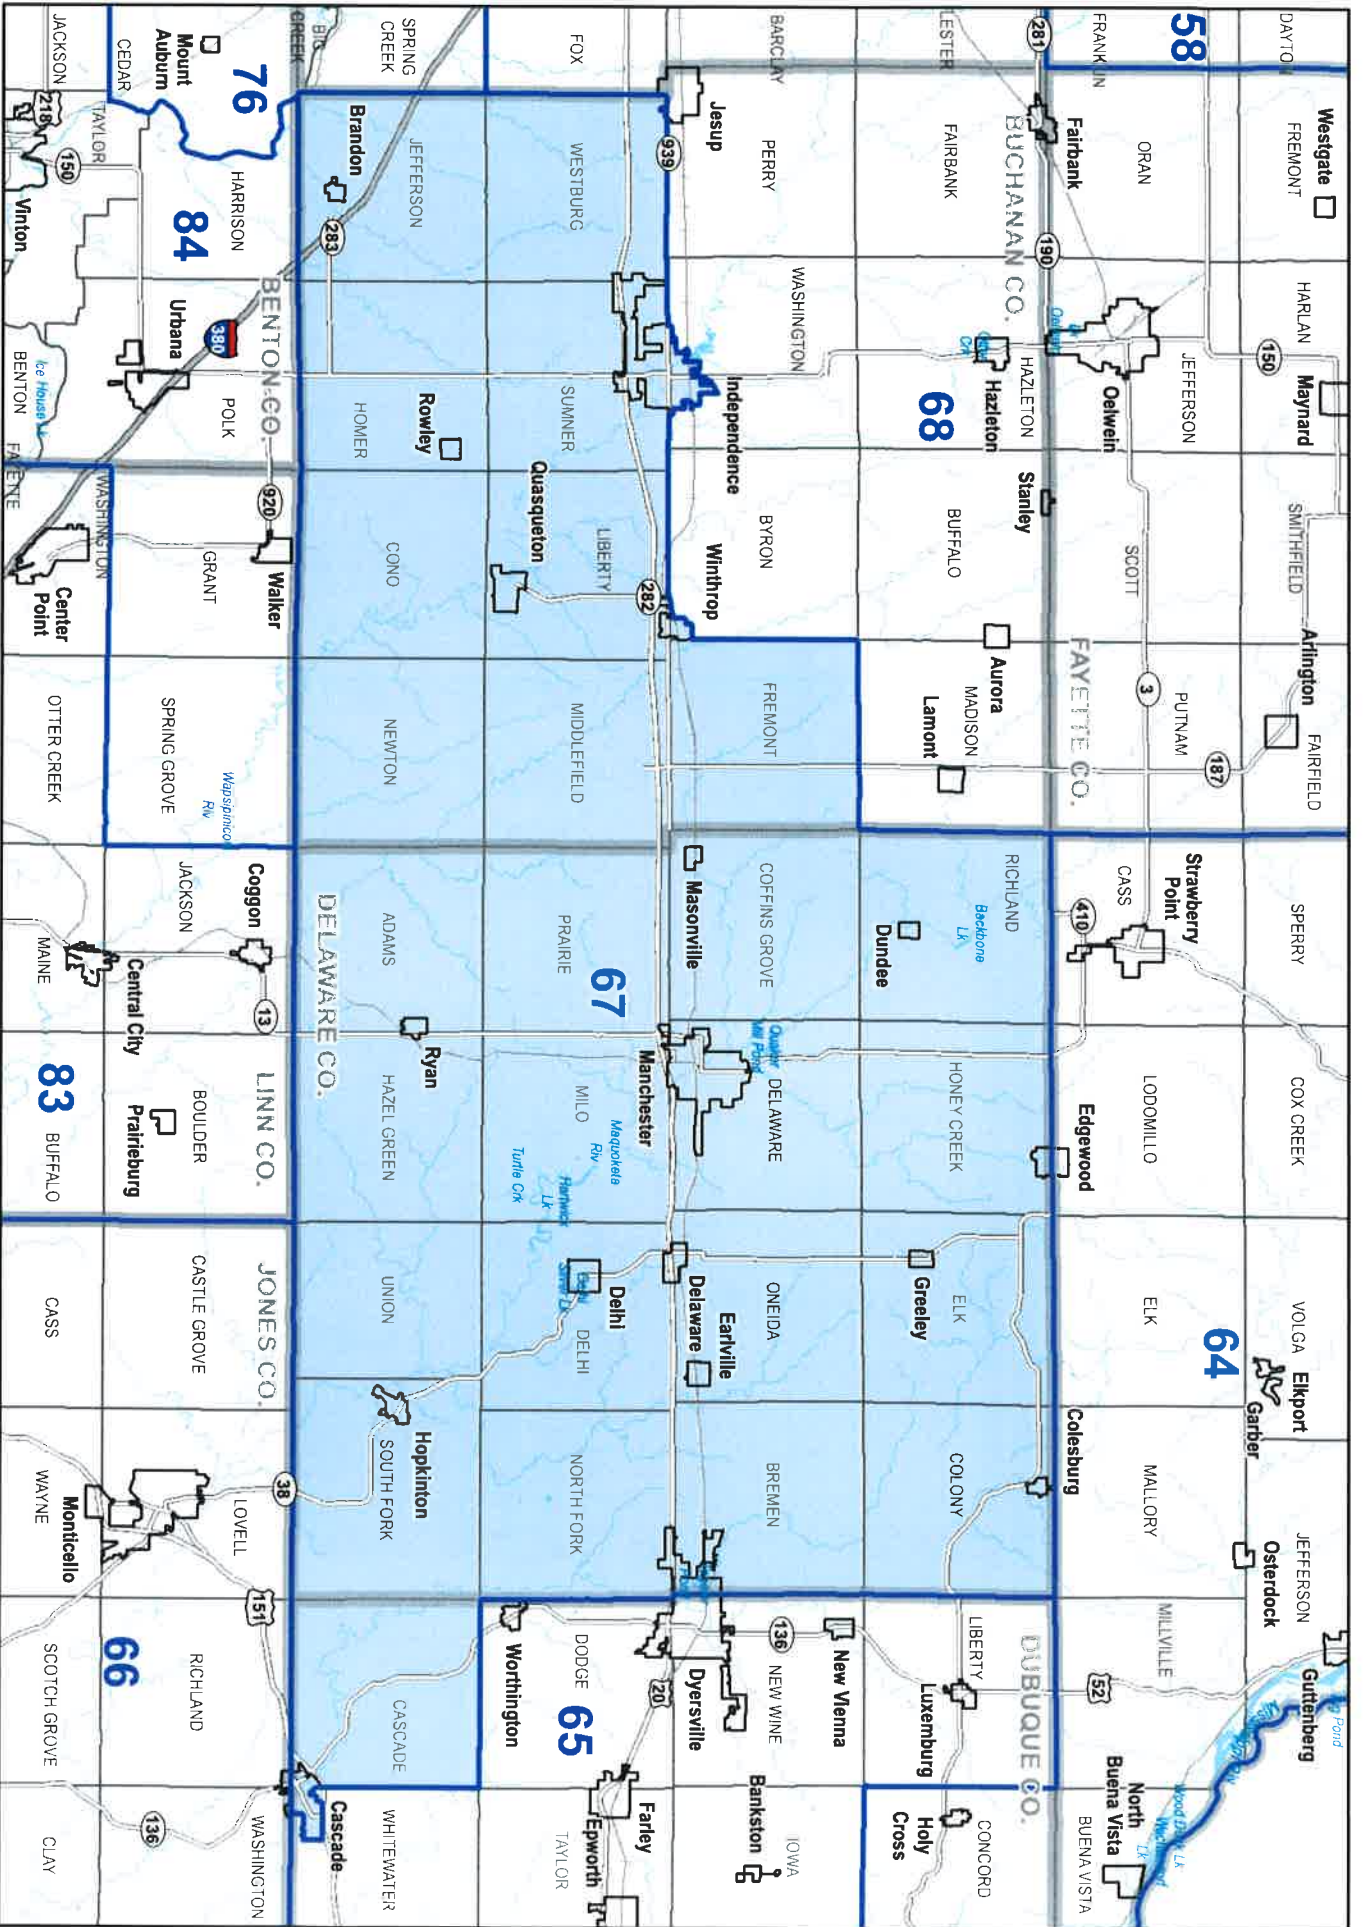 DAYTON
Westgate
FREMONT
HARLAN
150
Maynard
SMITHFIELD
Arlington
FAIRFIELD
SPERRY
COX CREEK
VOLGA
Elkport
Garber
JEFFERSON
Osterdock
Guttenberg
58
FRANKLIN
ORAN
JEFFERSON
Oelwein
SCOTT
3
PUTNAM
187
Strawberry
Point
CASS
410
LODOMILLO
Edgewood
ELK
64
MALLORY
MILLVILLE
52
North
Buena Vista
BUENA VISTA
281
Fairbank
190
FAYETTE CO.
BUCHANAN CO.
Colesburg
DUBUQUE CO.
LESTER
FAIRBANK
Hazleton
HAZLETON
68
Stanley
BUFFALO
Aurora
MADISON
Lamont
RICHLAND
Backbone
Lk
Dundee
HONEY CREEK
ELK
Greeley
COLONY
LIBERTY
Luxemburg
CONCORD
Holy
Cross
BARCLAY
PERRY
Jesup
WASHINGTON
Independence
BYRON
Winthrop
FREMONT
COFFINS GROVE
Masonville
Quaker
Mill Pond
DELAWARE
Manchester
ONEIDA
Delaware
Earlville
BREMEN
136
New Vienna
NEW WINE
Dyersville
20
IOWA
Bankston
939
FOX
WESTBURG
SUMNER
282
LIBERTY
Quasqueton
MIDDLEFIELD
67
PRAIRIE
MILO
Maquoketa
Riv
Turtle Crk
Hartwick
Lk
Delhi
Silver Lk
Delhi
DELHI
NORTH FORK
DODGE
65
Worthington
Farley
Epworth
TAYLOR
SPRING
CREEK
BIG
CREEK
JEFFERSON
Brandon
283
Rowley
HOMER
CONO
NEWTON
ADAMS
Ryan
HAZEL GREEN
UNION
Hopkinton
SOUTH FORK
CASCADE
Cascade
WHITEWATER
BENTON CO.
DELAWARE CO.
LINN CO.
JONES CO.
76
Mount
Auburn
CEDAR
HARRISON
84
380
Urbana
POLK
920
Walker
GRANT
Wapsipinicon
Riv
SPRING GROVE
Coggon
13
JACKSON
BOULDER
Prairieburg
CASTLE GROVE
38
LOVELL
151
RICHLAND
WASHINGTON
JACKSON
218
TAYLOR
150
Vinton
Ice House Lk
BENTON
FAYETTE
WASHINGTON
Center
Point
OTTER CREEK
Central City
MAINE
83
BUFFALO
CASS
Monticello
WAYNE
66
SCOTCH GROVE
136
CLAY